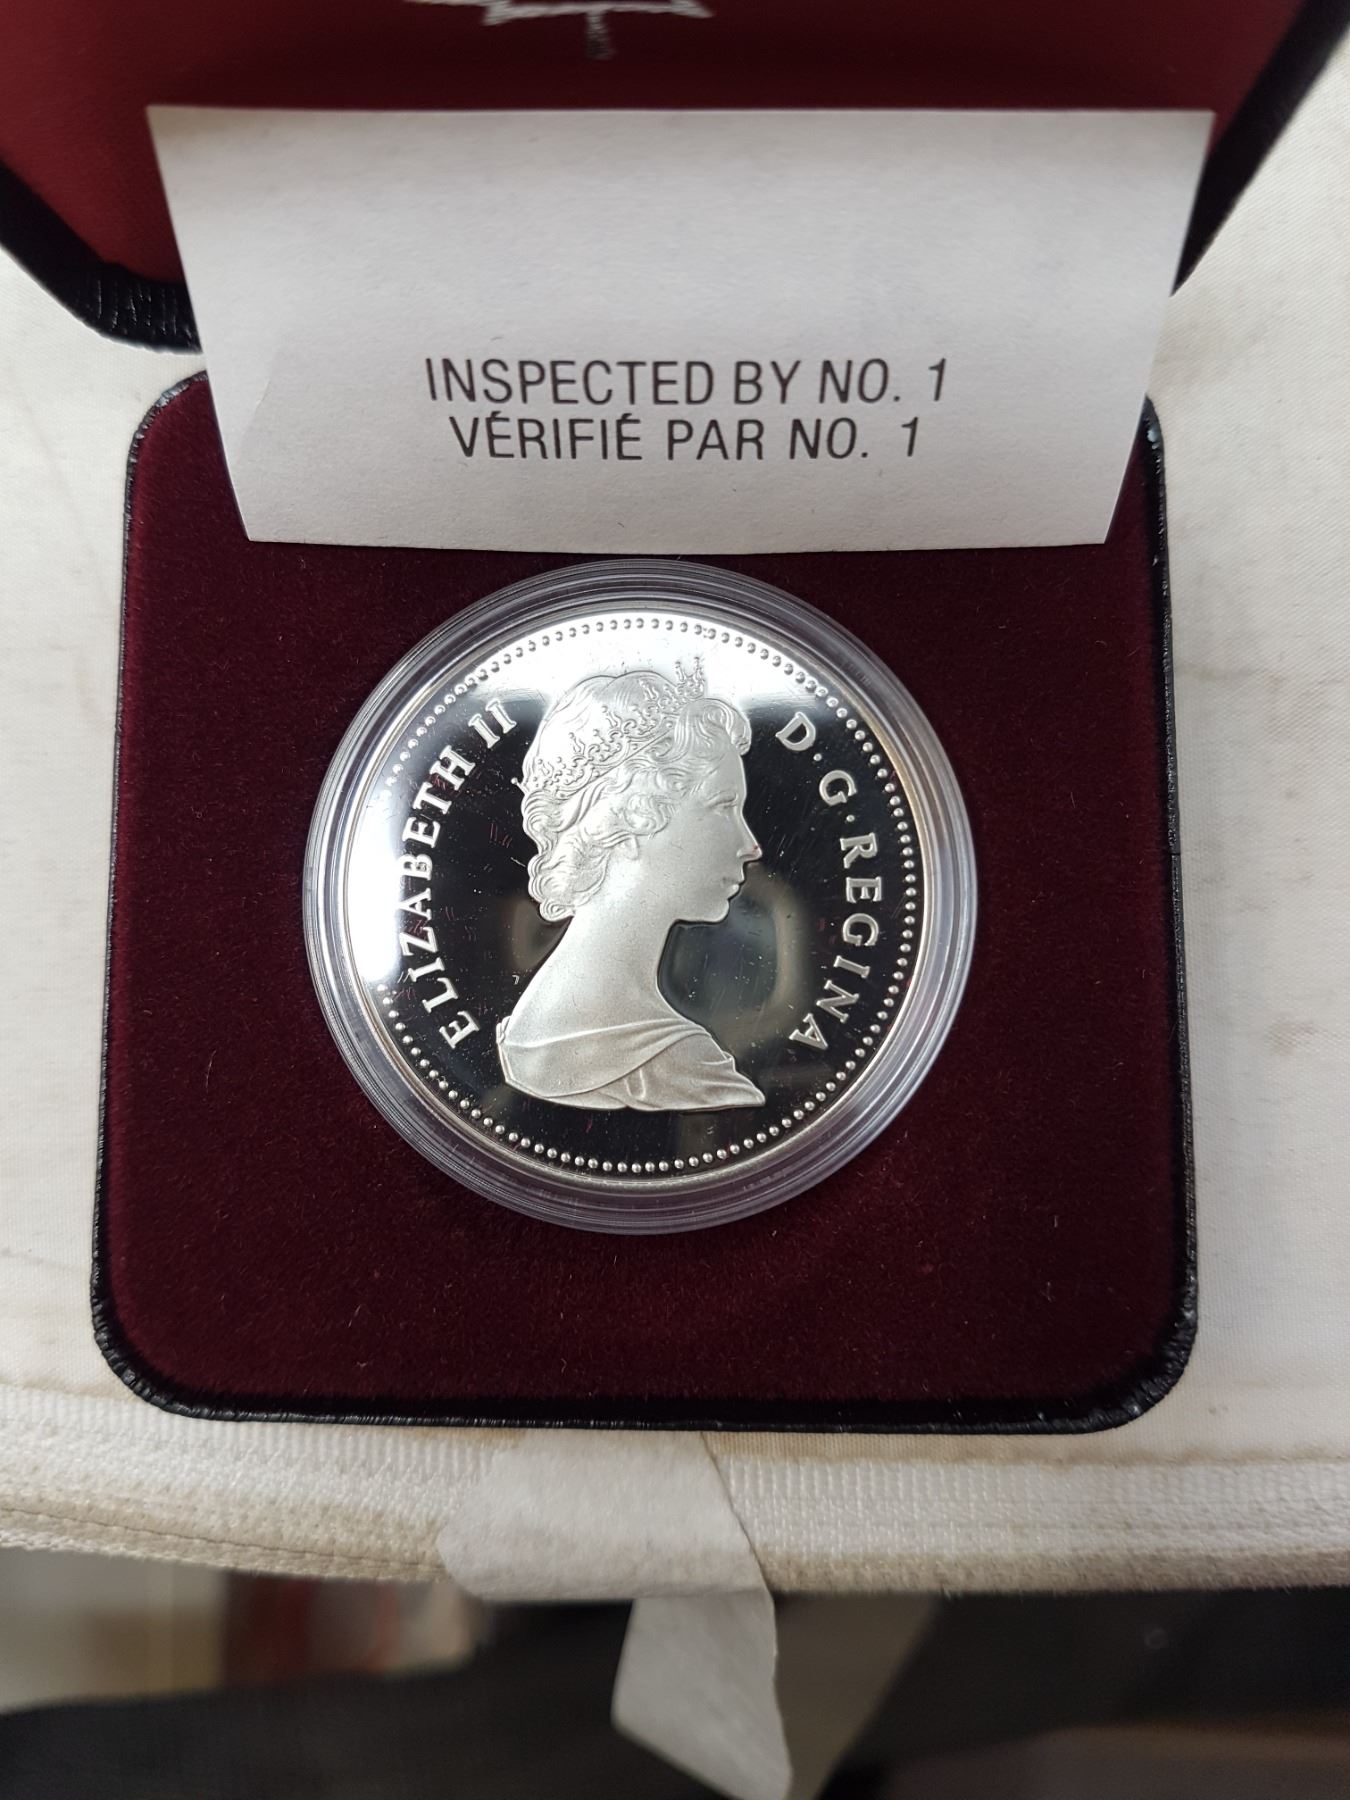 INSPECTED BY NO. 1
VÉRIFIÉ PAR NO. 1
ELIZABETH II D. G. REGINA